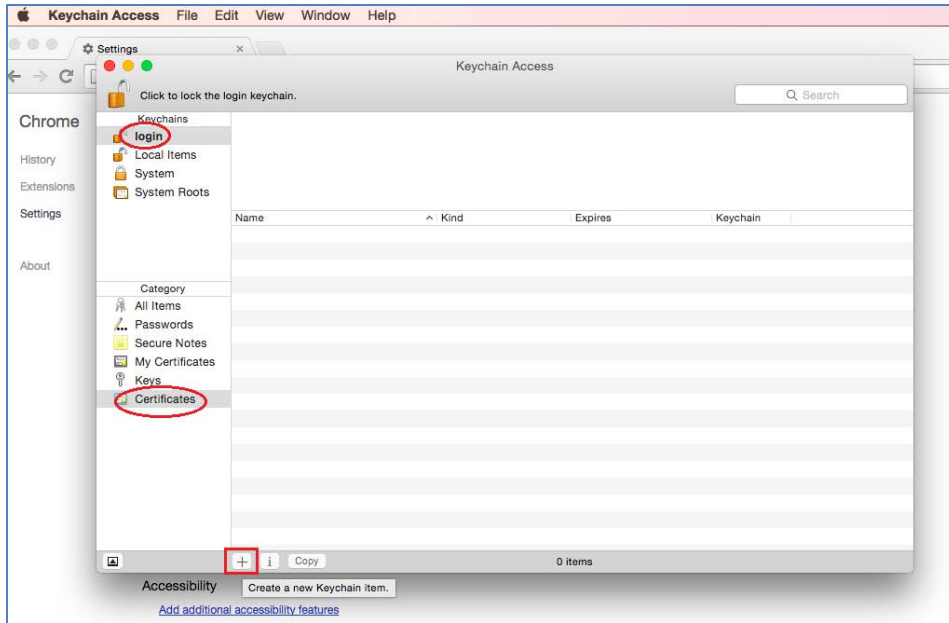 Keychain Access File Edit View Window Help
Settings ×
Keychain Access
Click to lock the login keychain.
Search
Chrome
History
Extensions
Settings
About
Keychains
login
Local Items
System
System Roots
Name Kind Expires Keychain
Category
All Items
Passwords
Secure Notes
My Certificates
Keys
Certificates
+ i Copy 0 items
Accessibility
Create a new Keychain item.
Add additional accessibility features